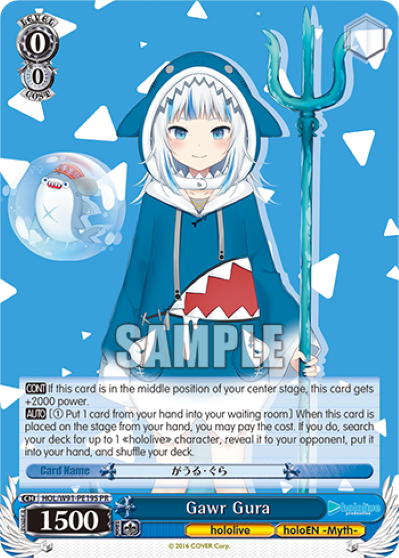 LEVEL
0
0
COST
SAMPLE
CONT If this card is in the middle position of your center stage, this card gets
+2000 power.
AUTO [① Put 1 card from your hand into your waiting room] When this card is
placed on the stage from your hand, you may pay the cost. If you do, search
your deck for up to 1 «hololive» character, reveal it to your opponent, put it
into your hand, and shuffle your deck.
Card Name がうる・ぐら
CH HOL/W91-PE195 PR
1500
Gawr Gura
hololive
production
hololive
holoEN -Myth-
© 2016 COVER Corp.